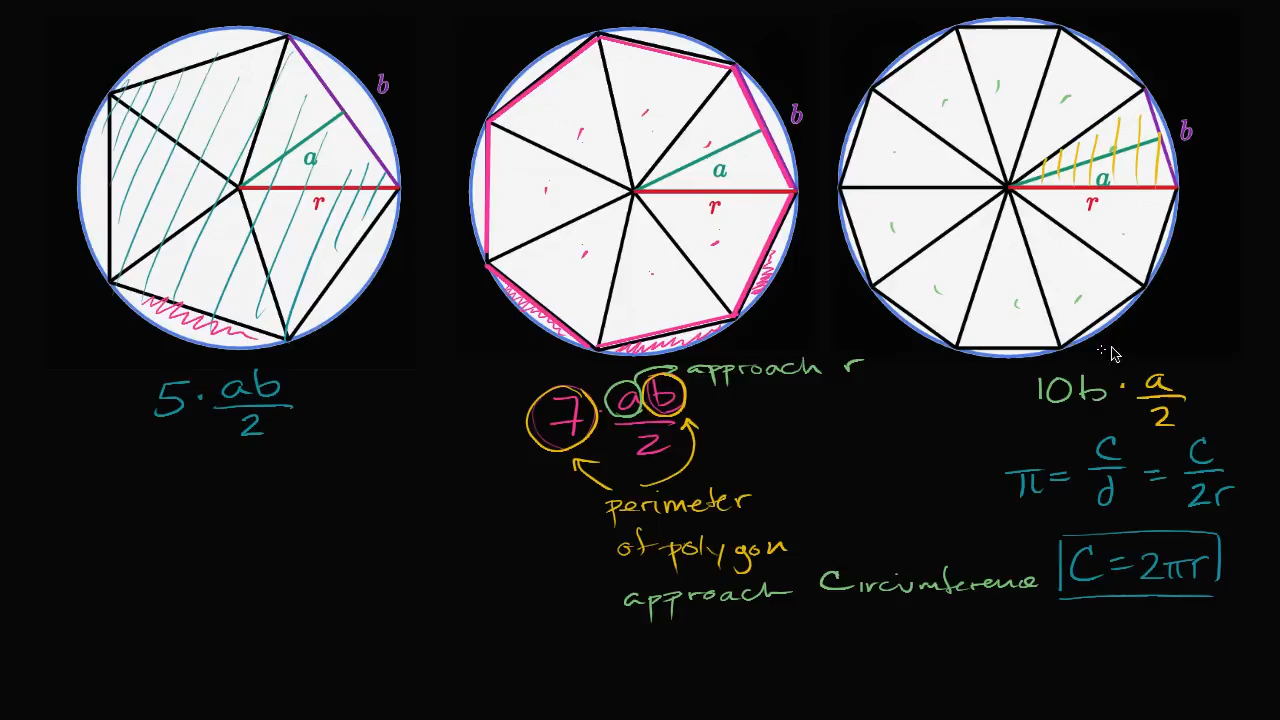 b
a
r
b
a
r
b
a
r
5 · ab/2
7 · ab/2
approach r
perimeter
of polygon
approach Circumference
10b · a/2
π = C/d = C/2r
C = 2πr